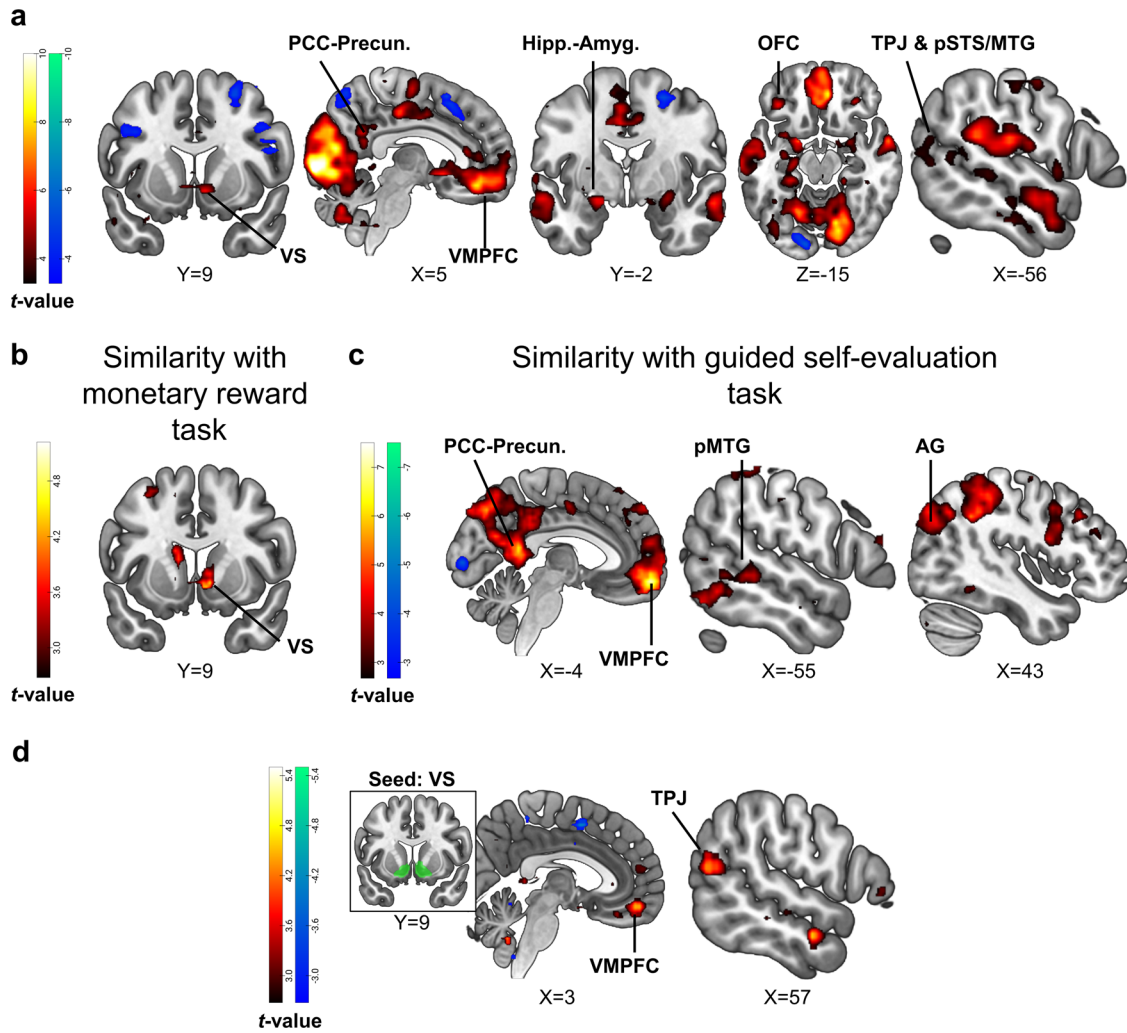 a
PCC-Precun.
Hipp.-Amyg.
OFC
TPJ & pSTS/MTG
10
8
6
4
-10
-8
-6
-4
t-value
VS
VMPFC
Y=9
X=5
Y=-2
Z=-15
X=-56
b
Similarity with
monetary reward
task
4.8
4.2
3.6
3.0
t-value
VS
Y=9
c
Similarity with guided self-evaluation
task
PCC-Precun.
pMTG
AG
7
6
5
4
3
-7
-6
-5
-4
-3
t-value
VMPFC
X=-4
X=-55
X=43
d
5.4
4.8
4.2
3.6
3.0
-5.4
-4.8
-4.2
-3.6
-3.0
t-value
Seed: VS
Y=9
TPJ
VMPFC
X=3
X=57